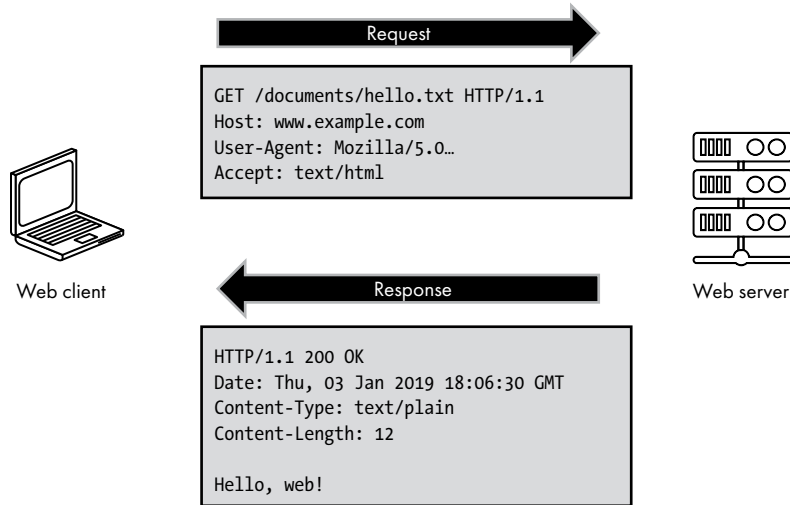 Request
GET /documents/hello.txt HTTP/1.1
Host: www.example.com
User-Agent: Mozilla/5.0…
Accept: text/html
Web client
Web server
Response
HTTP/1.1 200 OK
Date: Thu, 03 Jan 2019 18:06:30 GMT
Content-Type: text/plain
Content-Length: 12
Hello, web!